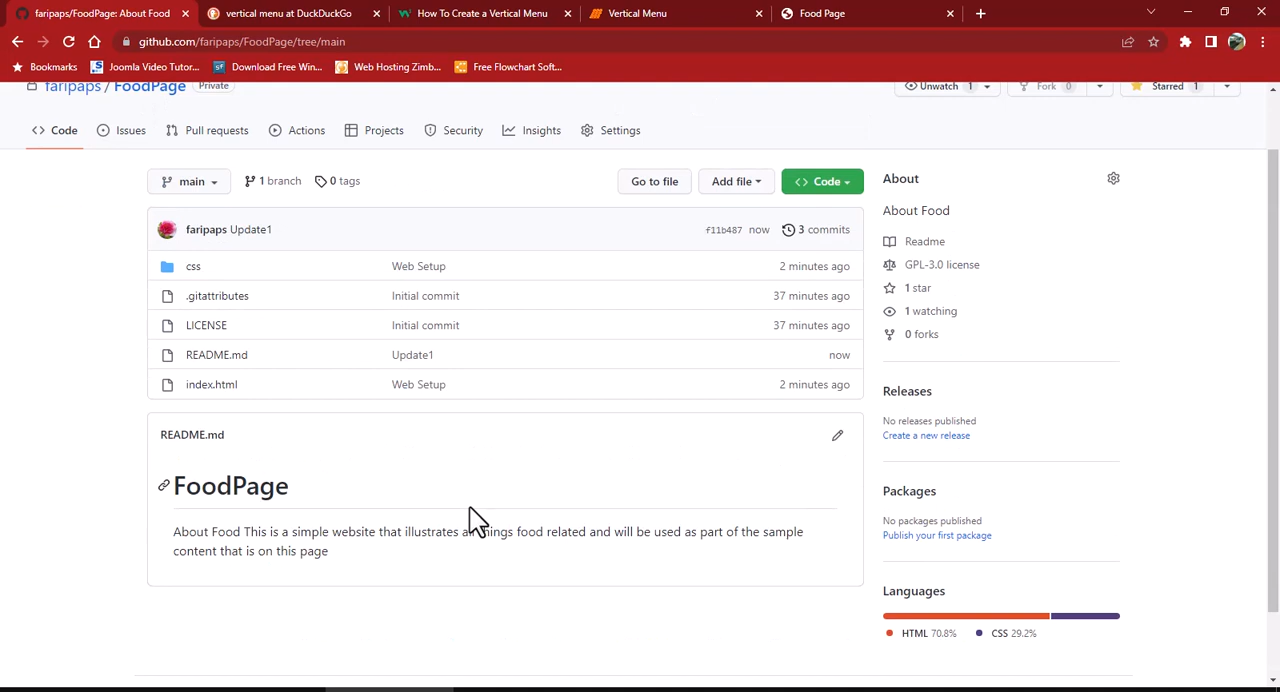 faripaps/FoodPage: About Food
vertical menu at DuckDuckGo
How To Create a Vertical Menu
Vertical Menu
Food Page
github.com/faripaps/FoodPage/tree/main
Bookmarks
Joomla Video Tutor...
Download Free Win...
Web Hosting Zimb...
Free Flowchart Soft...
faripaps / FoodPage Private
Unwatch 1
Fork 0
Starred 1
Code
Issues
Pull requests
Actions
Projects
Security
Insights
Settings
main
1 branch
0 tags
Go to file
Add file
Code
faripaps Update1 f11b487 now 3 commits
css Web Setup 2 minutes ago
.gitattributes Initial commit 37 minutes ago
LICENSE Initial commit 37 minutes ago
README.md Update1 now
index.html Web Setup 2 minutes ago
README.md
FoodPage
About Food This is a simple website that illustrates food related and will be used as part of the sample
content that is on this page
About
About Food
Readme
GPL-3.0 license
1 star
1 watching
0 forks
Releases
No releases published
Create a new release
Packages
No packages published
Publish your first package
Languages
HTML 70.8% CSS 29.2%